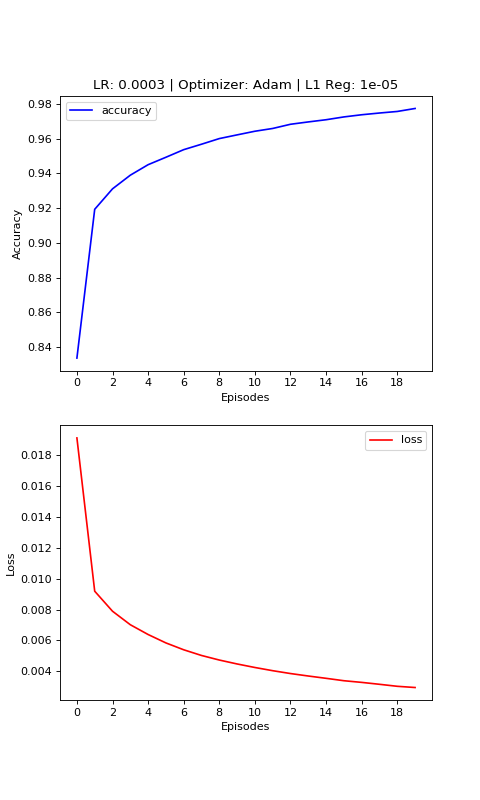 LR: 0.0003 | Optimizer: Adam | L1 Reg: 1e-05
accuracy
0.98
0.96
0.94
0.92
0.90
0.88
0.86
0.84
Accuracy
0 2 4 6 8 10 12 14 16 18
Episodes
loss
0.018
0.016
0.014
0.012
0.010
0.008
0.006
0.004
Loss
0 2 4 6 8 10 12 14 16 18
Episodes